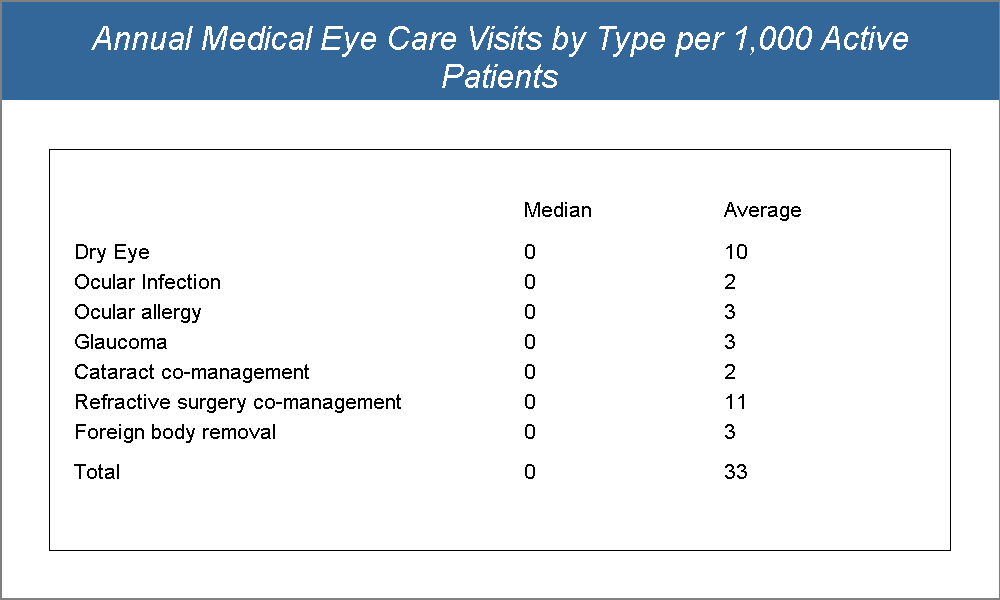 Annual Medical Eye Care Visits by Type per 1,000 Active
Patients
Median Average
Dry Eye 0 10
Ocular Infection 0 2
Ocular allergy 0 3
Glaucoma 0 3
Cataract co-management 0 2
Refractive surgery co-management 0 11
Foreign body removal 0 3
Total 0 33